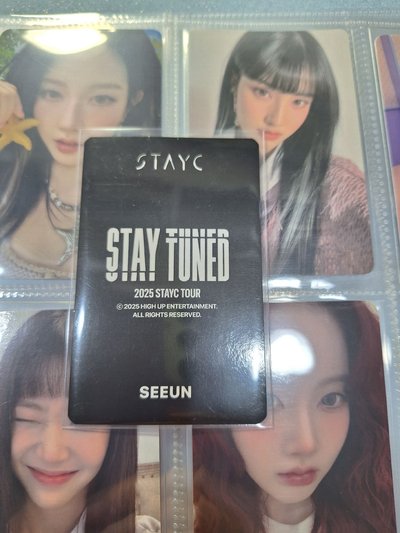 STAYC
STAY TUNED
2025 STAYC TOUR
ⓒ 2025 HIGH UP ENTERTAINMENT.
ALL RIGHTS RESERVED.
SEEUN